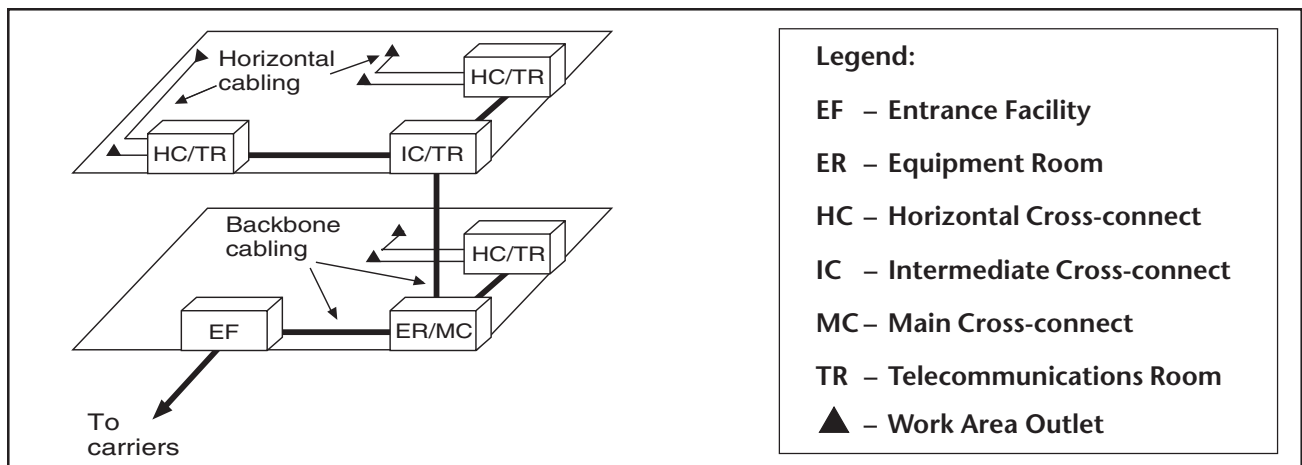 Horizontal
cabling
HC/TR
HC/TR
IC/TR
Backbone
cabling
HC/TR
EF
ER/MC
To
carriers
Legend:
EF – Entrance Facility
ER – Equipment Room
HC – Horizontal Cross-connect
IC – Intermediate Cross-connect
MC – Main Cross-connect
TR – Telecommunications Room
– Work Area Outlet